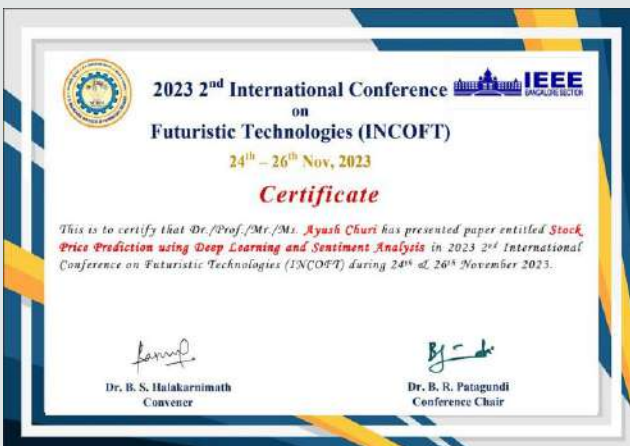 2023 2nd International Conference
on
Futuristic Technologies (INCOFT)
IEEE
BANGALORE SECTION
24th – 26th Nov, 2023
Certificate
This is to certify that Dr./Prof./Mr./Ms. Ayush Churi has presented paper entitled Stock
Price Prediction using Deep Learning and Sentiment Analysis in 2023 2nd International
Conference on Futuristic Technologies (INCOFT) during 24th & 26th November 2023.
Dr. B. S. Halakarnimath
Convener
Dr. B. R. Patagundi
Conference Chair